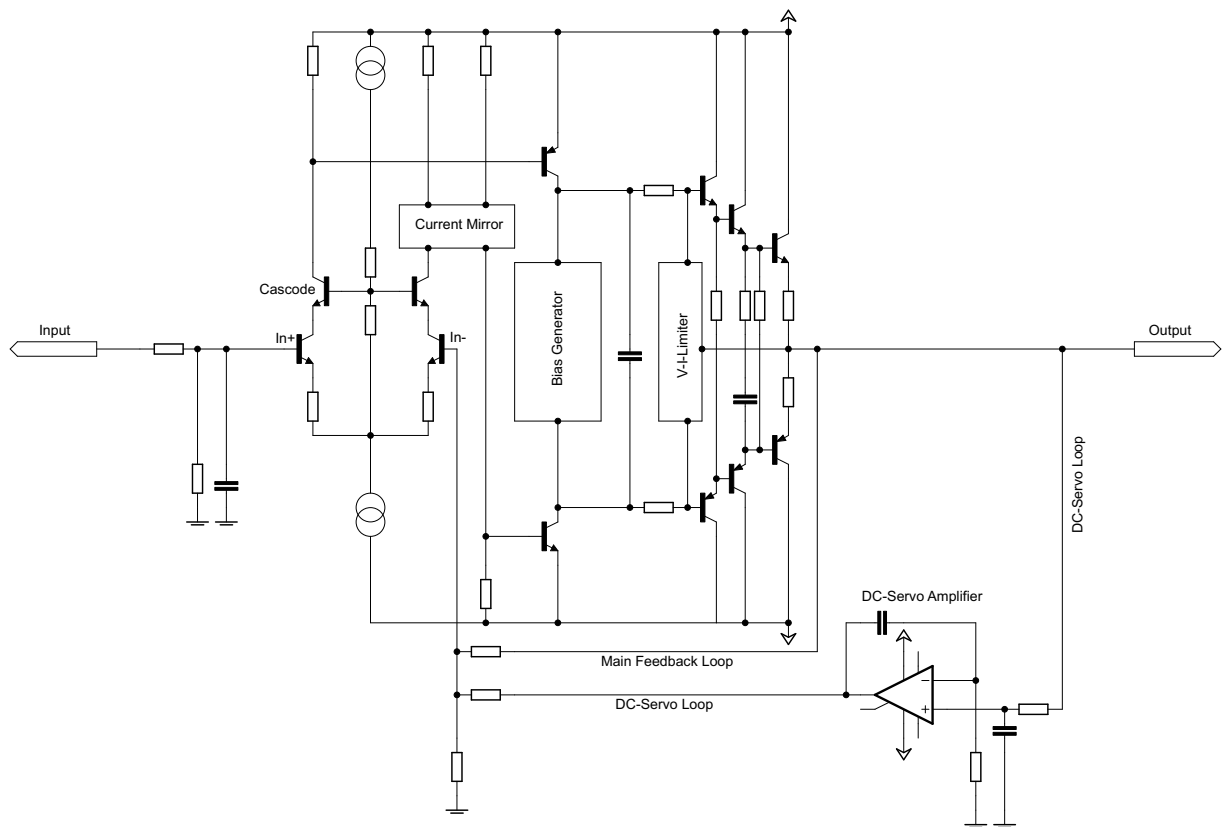 Current Mirror
Cascode
Input
In+
In-
Bias Generator
V-I-Limiter
Output
DC-Servo Loop
DC-Servo Amplifier
Main Feedback Loop
DC-Servo Loop
−
+